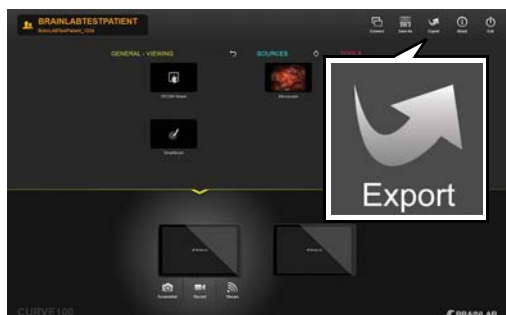 BRAINLABTESTPATIENT
BrainLABTestPatient_1234
Connect
Save As
Export
About
Exit
GENERAL - VIEWING
SOURCES
TOOLS
DICOM Viewer
Microscope
SmartBrush
Export
Screenshot
Record
Stream
CURVE100
BRAINLAB